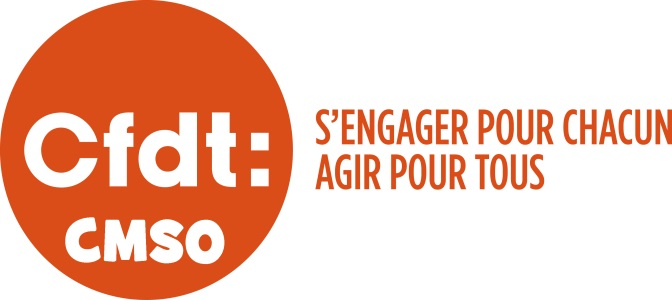 Cfdt:
CMSO
S'ENGAGER POUR CHACUN
AGIR POUR TOUS